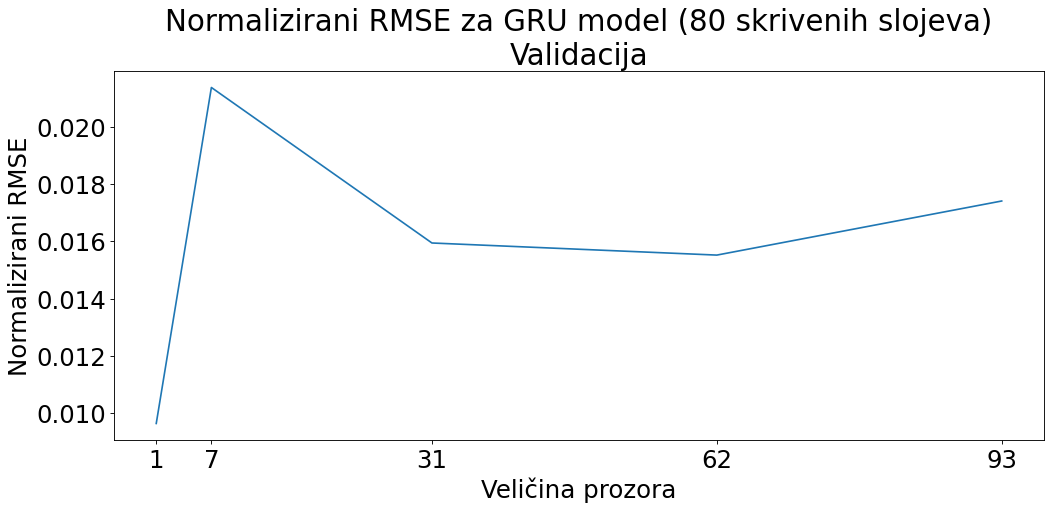 Normalizirani RMSE za GRU model (80 skrivenih slojeva)
Validacija
Normalizirani RMSE
0.020
0.018
0.016
0.014
0.012
0.010
1 7 31 62 93
Veličina prozora